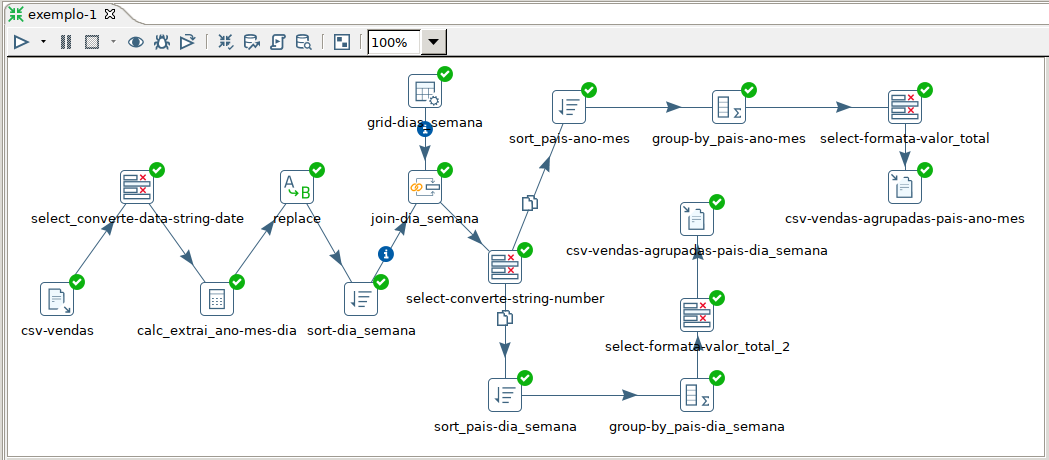 exemplo-1
100%
grid-dias_semana
sort_pais-ano-mes
group-by_pais-ano-mes
select-formata-valor_total
select_converte-data-string-date
replace
join-dia_semana
csv-vendas-agrupadas-pais-ano-mes
csv-vendas-agrupadas-pais-dia_semana
select-converte-string-number
csv-vendas
calc_extrai_ano-mes-dia
sort-dia_semana
select-formata-valor_total_2
sort_pais-dia_semana
group-by_pais-dia_semana